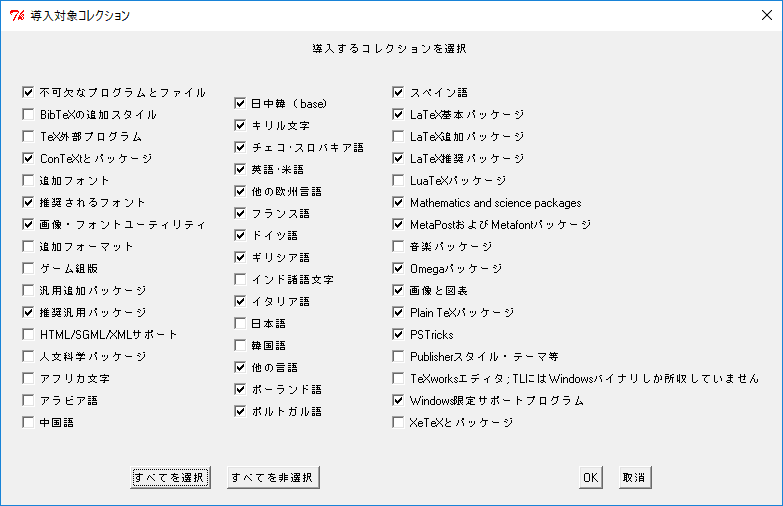 導入対象コレクション
導入するコレクションを選択
不可欠なプログラムとファイル
BibTeXの追加スタイル
TeX外部プログラム
ConTeXtとパッケージ
追加フォント
推奨されるフォント
画像・フォントユーティリティ
追加フォーマット
ゲーム組版
汎用追加パッケージ
推奨汎用パッケージ
HTML/SGML/XMLサポート
人文科学パッケージ
アフリカ文字
アラビア語
中国語
日中韓 (base)
キリル文字
チェコ・スロバキア語
英語・米語
他の欧州言語
フランス語
ドイツ語
ギリシア語
インド諸語文字
イタリア語
日本語
韓国語
他の言語
ポーランド語
ポルトガル語
スペイン語
LaTeX基本パッケージ
LaTeX追加パッケージ
LaTeX推奨パッケージ
LuaTeXパッケージ
Mathematics and science packages
MetaPostおよびMetafontパッケージ
音楽パッケージ
Omegaパッケージ
画像と図表
Plain TeXパッケージ
PSTricks
Publisherスタイル・テーマ等
TeXworksエディタ; TLにはWindowsバイナリしか所収していません
Windows限定サポートプログラム
XeTeXとパッケージ
すべてを選択
すべてを非選択
OK
取消